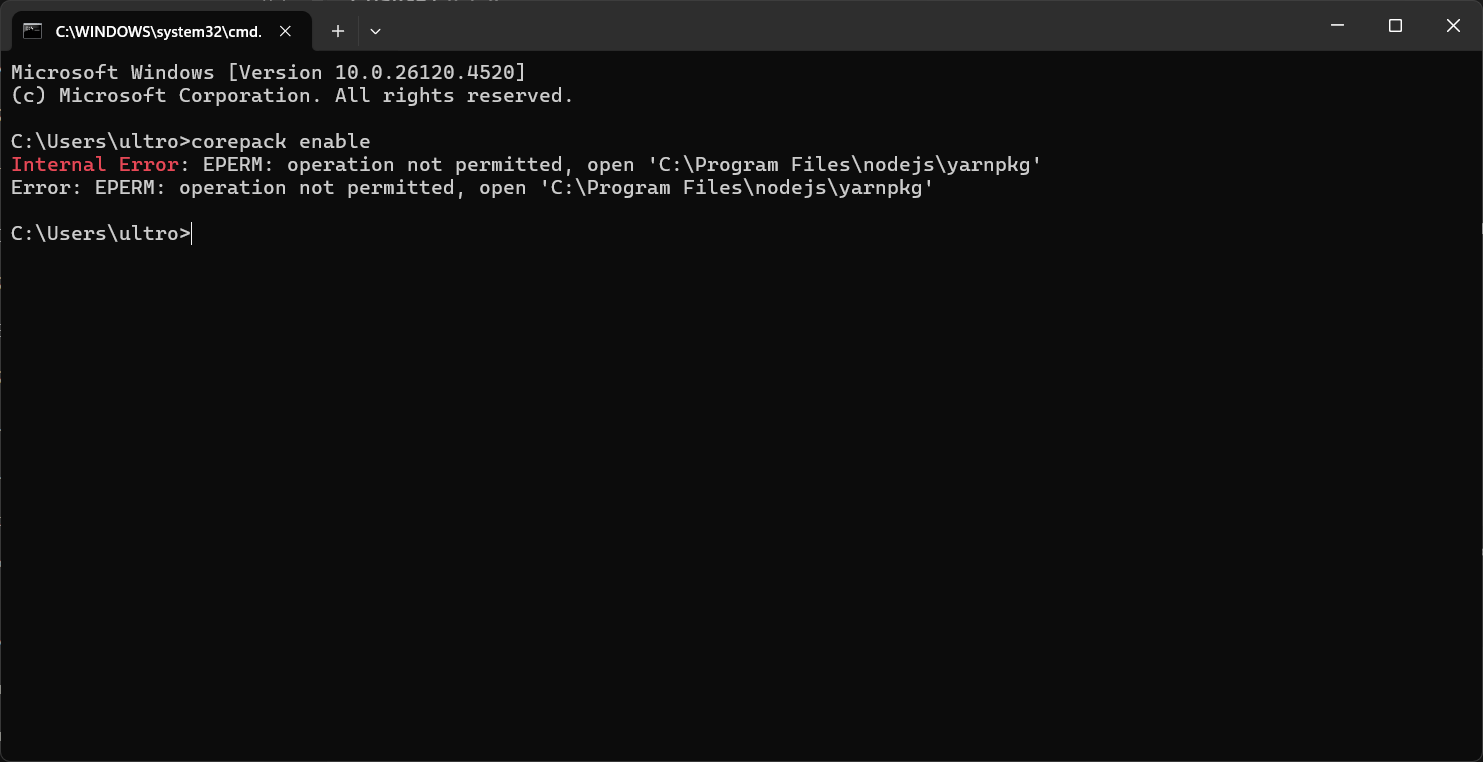 C:\WINDOWS\system32\cmd.
Microsoft Windows [Version 10.0.26120.4520]
(c) Microsoft Corporation. All rights reserved.
C:\Users\ultro>corepack enable
Internal Error: EPERM: operation not permitted, open 'C:\Program Files\nodejs\yarnpkg'
Error: EPERM: operation not permitted, open 'C:\Program Files\nodejs\yarnpkg'
C:\Users\ultro>